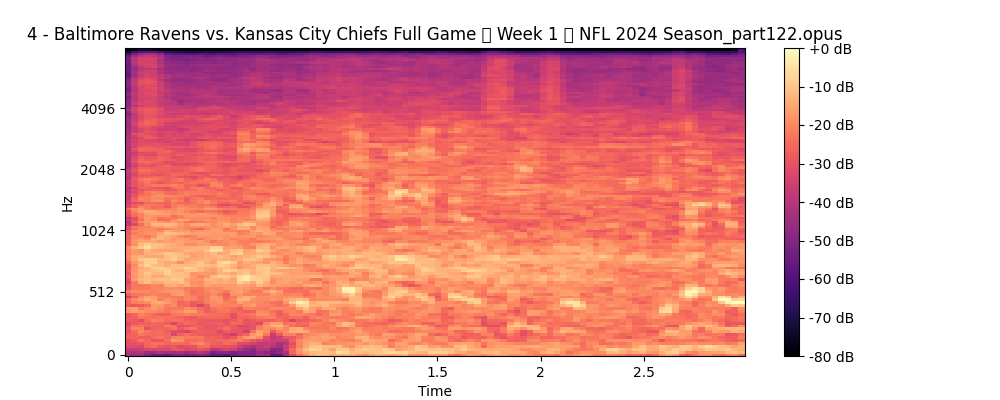 4 - Baltimore Ravens vs. Kansas City Chiefs Full Game ▯ Week 1 ▯ NFL 2024 Season_part122.opus
+0 dB
-10 dB
-20 dB
-30 dB
-40 dB
-50 dB
-60 dB
-70 dB
-80 dB
4096
2048
1024
512
0
Hz
0 0.5 1 1.5 2 2.5
Time